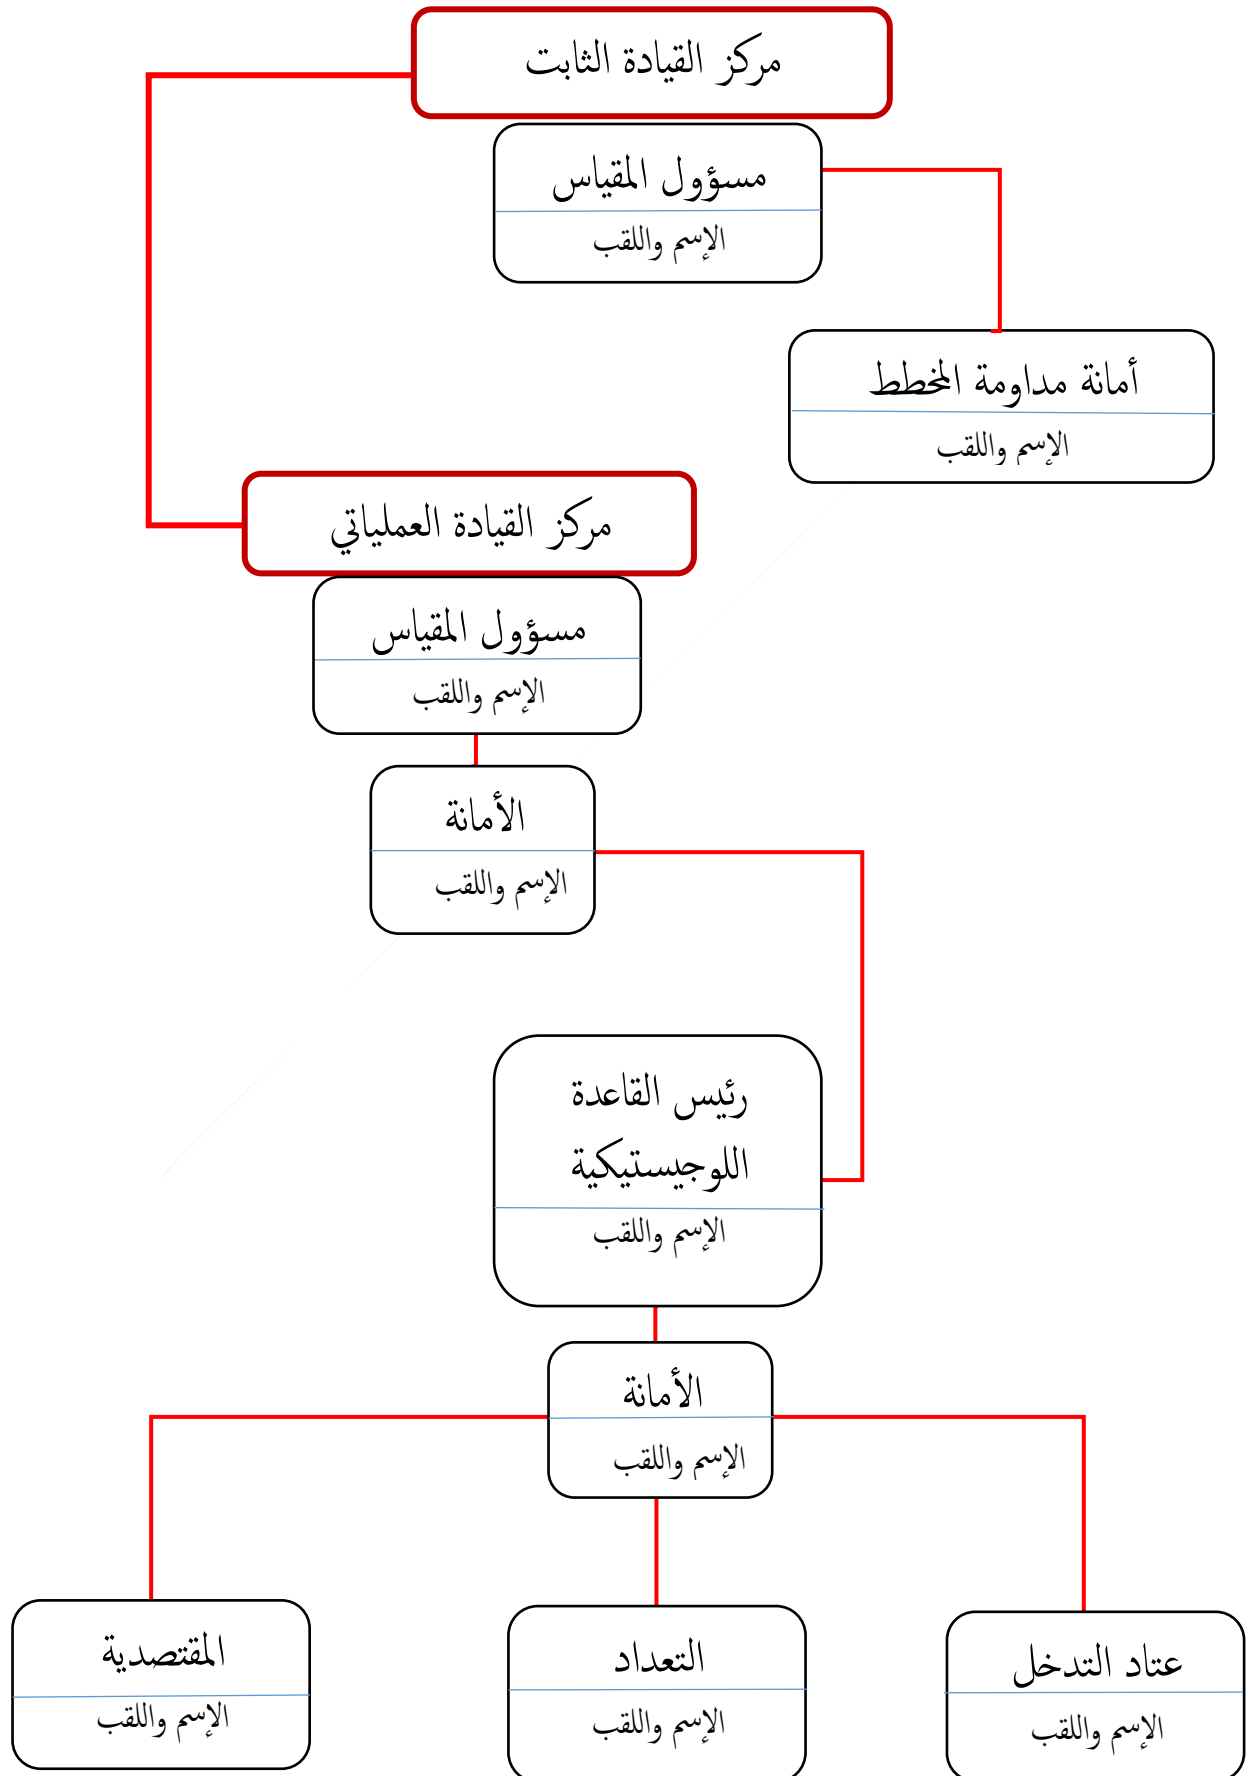 مركز القيادة الثابت
مسؤول المقياس
الإسم واللقب
أمانة مداومة المخطط
الإسم واللقب
مركز القيادة العملياتي
مسؤول المقياس
الإسم واللقب
الأمانة
الإسم واللقب
رئيس القاعدة
اللوجيستيكية
الإسم واللقب
الأمانة
الإسم واللقب
عتاد التدخل
الإسم واللقب
التعداد
الإسم واللقب
المقتصدية
الإسم واللقب